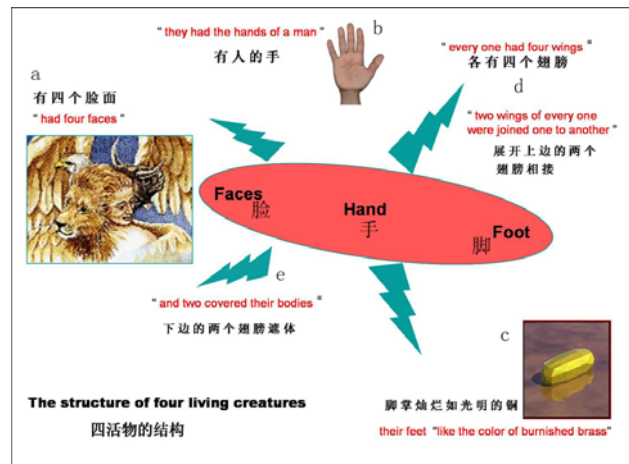 a
有四个脸面
" had four faces "
" they had the hands of a man "
b
有人的手
" every one had four wings "
各有四个翅膀
d
" two wings of every one
were joined one to another "
展开上边的两个
翅膀相接
Faces
脸
Hand
手
Foot
脚
e
" and two covered their bodies "
下边的两个翅膀遮体
c
脚掌灿烂如光明的铜
their feet "like the color of burnished brass"
The structure of four living creatures
四活物的结构